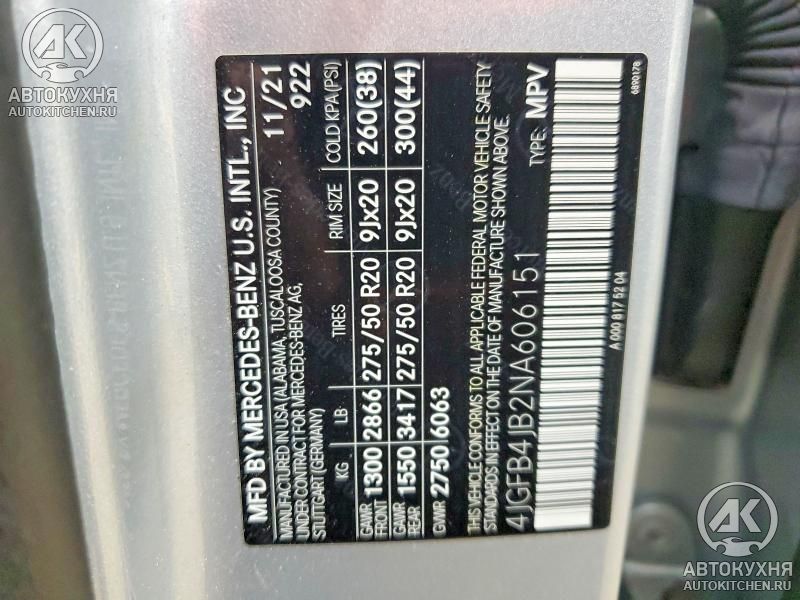 MFD BY MERCEDES-BENZ U.S. INTL., INC
MANUFACTURED IN USA (ALABAMA, TUSCALOOSA COUNTY) 11/21
UNDER CONTRACT FOR MERCEDES-BENZ AG, 922
STUTTGART (GERMANY)
KG LB TIRES RIM SIZE COLD KPA (PSI)
GAWR FRONT 1300 2866 275/50 R20 9Jx20 260(38)
GAWR REAR 1550 3417 275/50 R20 9Jx20 300(44)
GVWR 2750 6063
THIS VEHICLE CONFORMS TO ALL APPLICABLE FEDERAL MOTOR VEHICLE SAFETY
STANDARDS IN EFFECT ON THE DATE OF MANUFACTURE SHOWN ABOVE.
4JGFB4JB2NA606151 TYPE: MPV
A 000 817 52 04
6890178
АК
АВТОКУХНЯ
AUTOKITCHEN.RU
АК
АВТОКУХНЯ
AUTOKITCHEN.RU